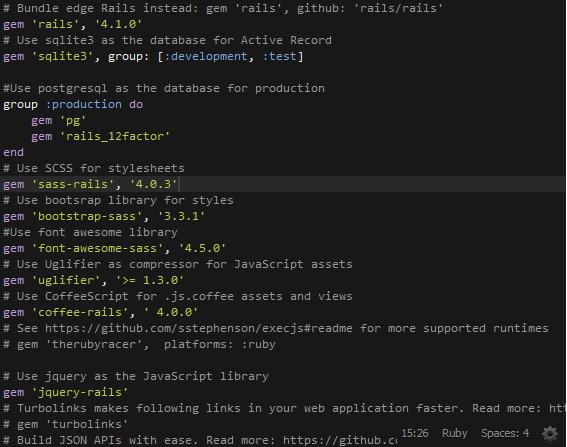 # Bundle edge Rails instead: gem 'rails', github: 'rails/rails'
gem 'rails', '4.1.0'
# Use sqlite3 as the database for Active Record
gem 'sqlite3', group: [:development, :test]

#Use postgresql as the database for production
group :production do
    gem 'pg'
    gem 'rails_12factor'
end
# Use SCSS for stylesheets
gem 'sass-rails', '4.0.3'
# Use bootsrap library for styles
gem 'bootstrap-sass', '3.3.1'
#Use font awesome library
gem 'font-awesome-sass', '4.5.0'
# Use Uglifier as compressor for JavaScript assets
gem 'uglifier', '>= 1.3.0'
# Use CoffeeScript for .js.coffee assets and views
gem 'coffee-rails', ' 4.0.0'
# See https://github.com/sstephenson/execjs#readme for more supported runtimes
# gem 'therubyracer',  platforms: :ruby

# Use jquery as the JavaScript library
gem 'jquery-rails'
# Turbolinks makes following links in your web application faster. Read more: htt
# gem 'turbolinks'
# Build JSON APIs with ease. Read more: https://github.co
15:26 Ruby Spaces: 4